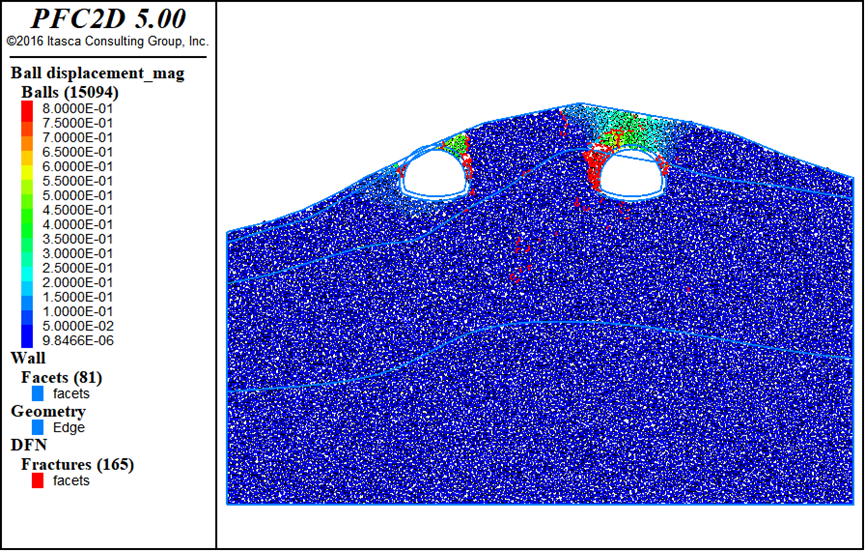 PFC2D 5.00
©2016 Itasca Consulting Group, Inc.
Ball displacement_mag
Balls (15094)
8.0000E-01
7.5000E-01
7.0000E-01
6.5000E-01
6.0000E-01
5.5000E-01
5.0000E-01
4.5000E-01
4.0000E-01
3.5000E-01
3.0000E-01
2.5000E-01
2.0000E-01
1.5000E-01
1.0000E-01
5.0000E-02
9.8466E-06
Wall
Facets (81)
facets
Geometry
Edge
DFN
Fractures (165)
facets